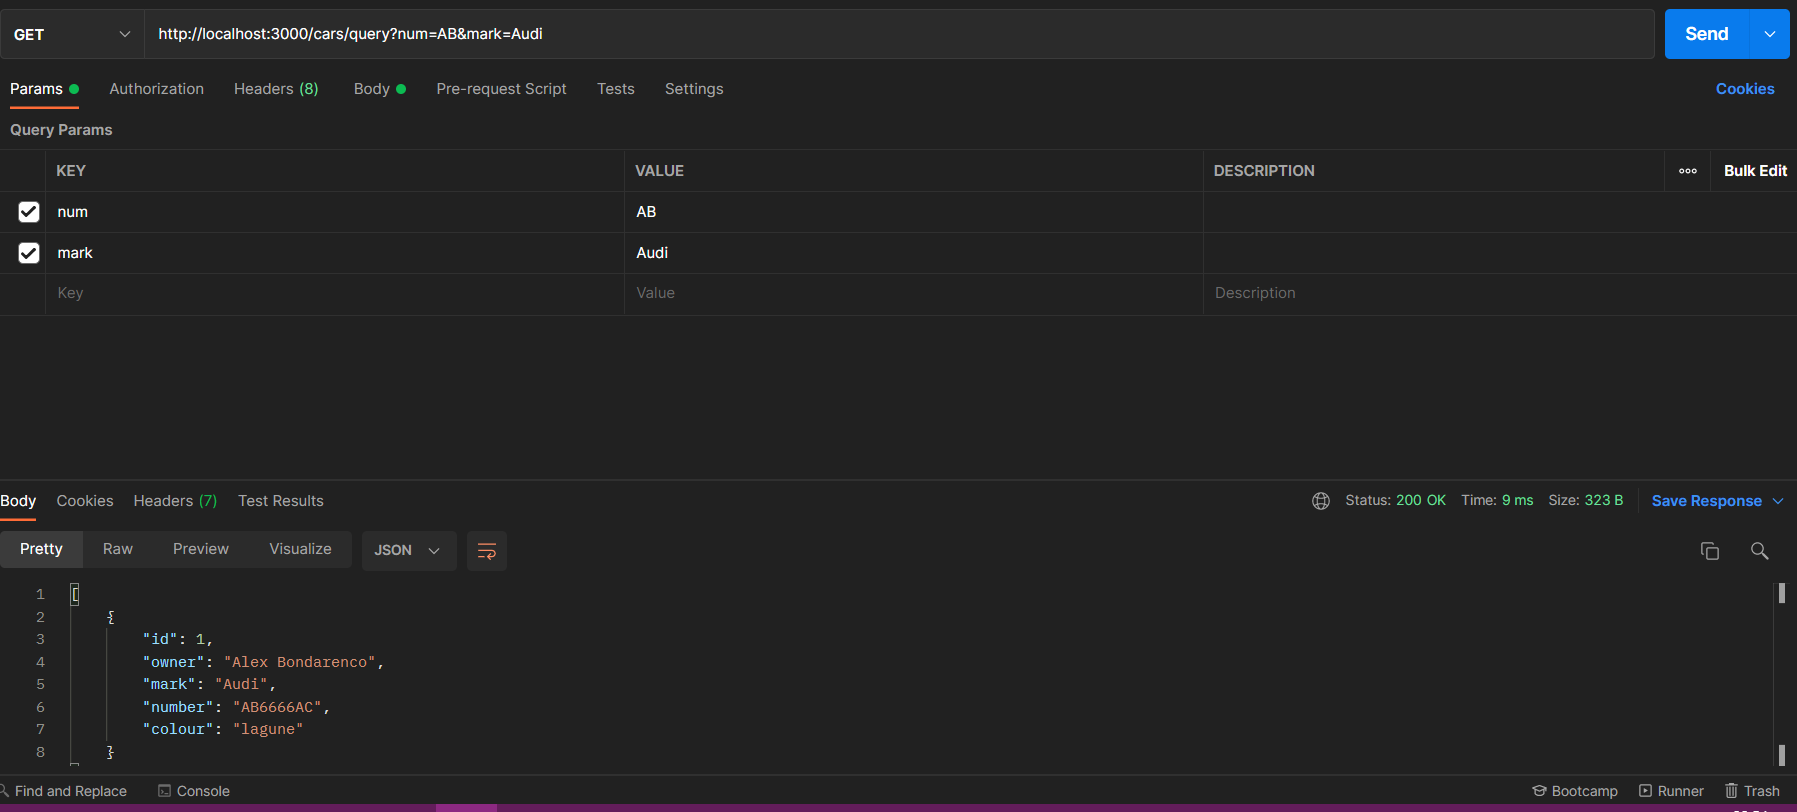 GET http://localhost:3000/cars/query?num=AB&mark=Audi Send
Params Authorization Headers (8) Body Pre-request Script Tests Settings Cookies
Query Params
KEY VALUE DESCRIPTION Bulk Edit
num AB
mark Audi
Key Value Description
Body Cookies Headers (7) Test Results Status: 200 OK Time: 9 ms Size: 323 B Save Response
Pretty Raw Preview Visualize JSON
1 [
2 {
3 "id": 1,
4 "owner": "Alex Bondarenco",
5 "mark": "Audi",
6 "number": "AB6666AC",
7 "colour": "lagune"
8 }
Find and Replace Console Bootcamp Runner Trash